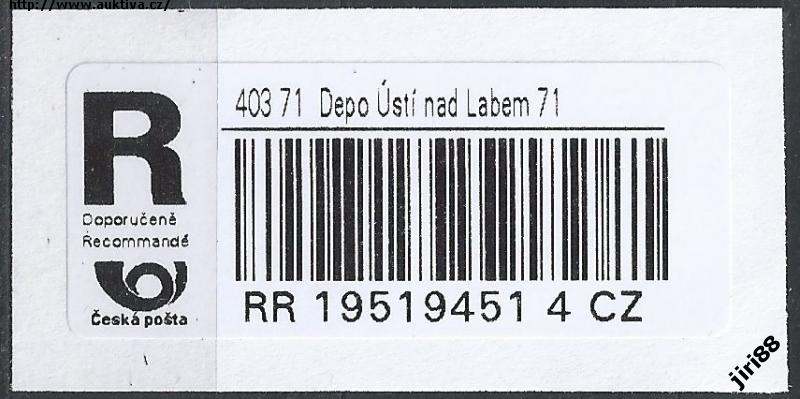 http://www.auktiva.cz/
R
Doporučeně
Recommandé
Česká pošta
403 71 Depo Ústí nad Labem 71
RR 19519451 4 CZ
jiri88